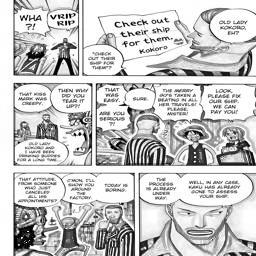 WHA
?!
VRIP
RIP
Check out
their ship
for them.
Kokoro
OLD LADY
KOKORO,
EH?
"CHECK OUT
THEIR SHIP
FOR THEM"?
THAT KISS
MARK WAS
CREEPY.
THEN WHY
DID YOU
TEAR IT
UP?
OLD LADY
KOKORO AND
I HAVE BEEN
DRINKING BUDDIES
FOR A LONG TIME.
THAT
WAS
EASY.
SURE.
ARE YOU
SERIOUS
?!
THE MERRY
GO'S TAKEN A
BEATING IN ALL
HER TRAVELS!
PLEASE,
MISTER!
LOOK,
PLEASE FIX
OUR SHIP.
WE CAN
PAY YOU!
THAT ATTITUDE,
FROM SOMEONE
WHO JUST
CANCELED
ALL HIS
APPOINTMENTS?
C'MON, I'LL
SHOW YOU
AROUND
THE
FACTORY.
TODAY IS
BORING.
THE
PROCESS
IS ALREADY
UNDER
WAY.
WELL, IN ANY CASE,
KAKU HAS ALREADY
GONE TO ASSESS
YOUR SHIP.